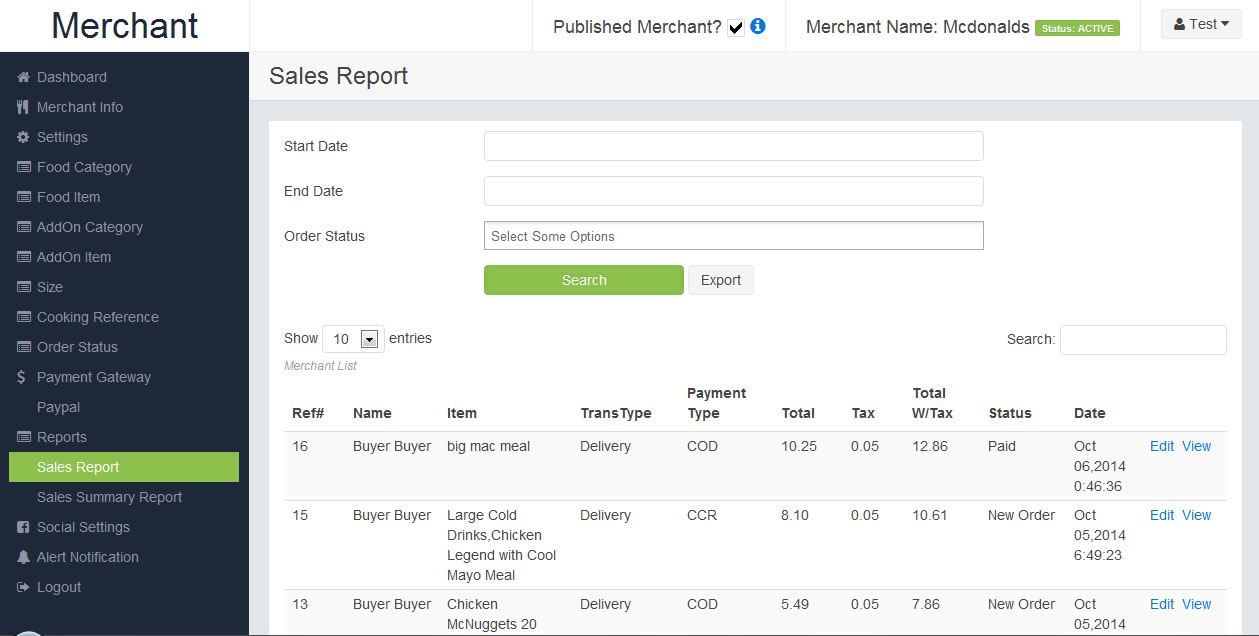 Merchant
Published Merchant?
Merchant Name: Mcdonalds Status: ACTIVE
Test
Dashboard
Merchant Info
Settings
Food Category
Food Item
AddOn Category
AddOn Item
Size
Cooking Reference
Order Status
$ Payment Gateway
Paypal
Reports
Sales Report
Sales Summary Report
Social Settings
Alert Notification
Logout
Sales Report
Start Date
End Date
Order Status Select Some Options
Search Export
Show 10 entries Search:
Merchant List
Ref# Name Item TransType Payment Type Total Tax Total W/Tax Status Date
16 Buyer Buyer big mac meal Delivery COD 10.25 0.05 12.86 Paid Oct Edit View
06,2014
0:46:36
15 Buyer Buyer Large Cold Delivery CCR 8.10 0.05 10.61 New Order Oct Edit View
Drinks,Chicken 05,2014
Legend with Cool 6:49:23
Mayo Meal
13 Buyer Buyer Chicken Delivery COD 5.49 0.05 7.86 New Order Oct Edit View
McNuggets 20 05,2014